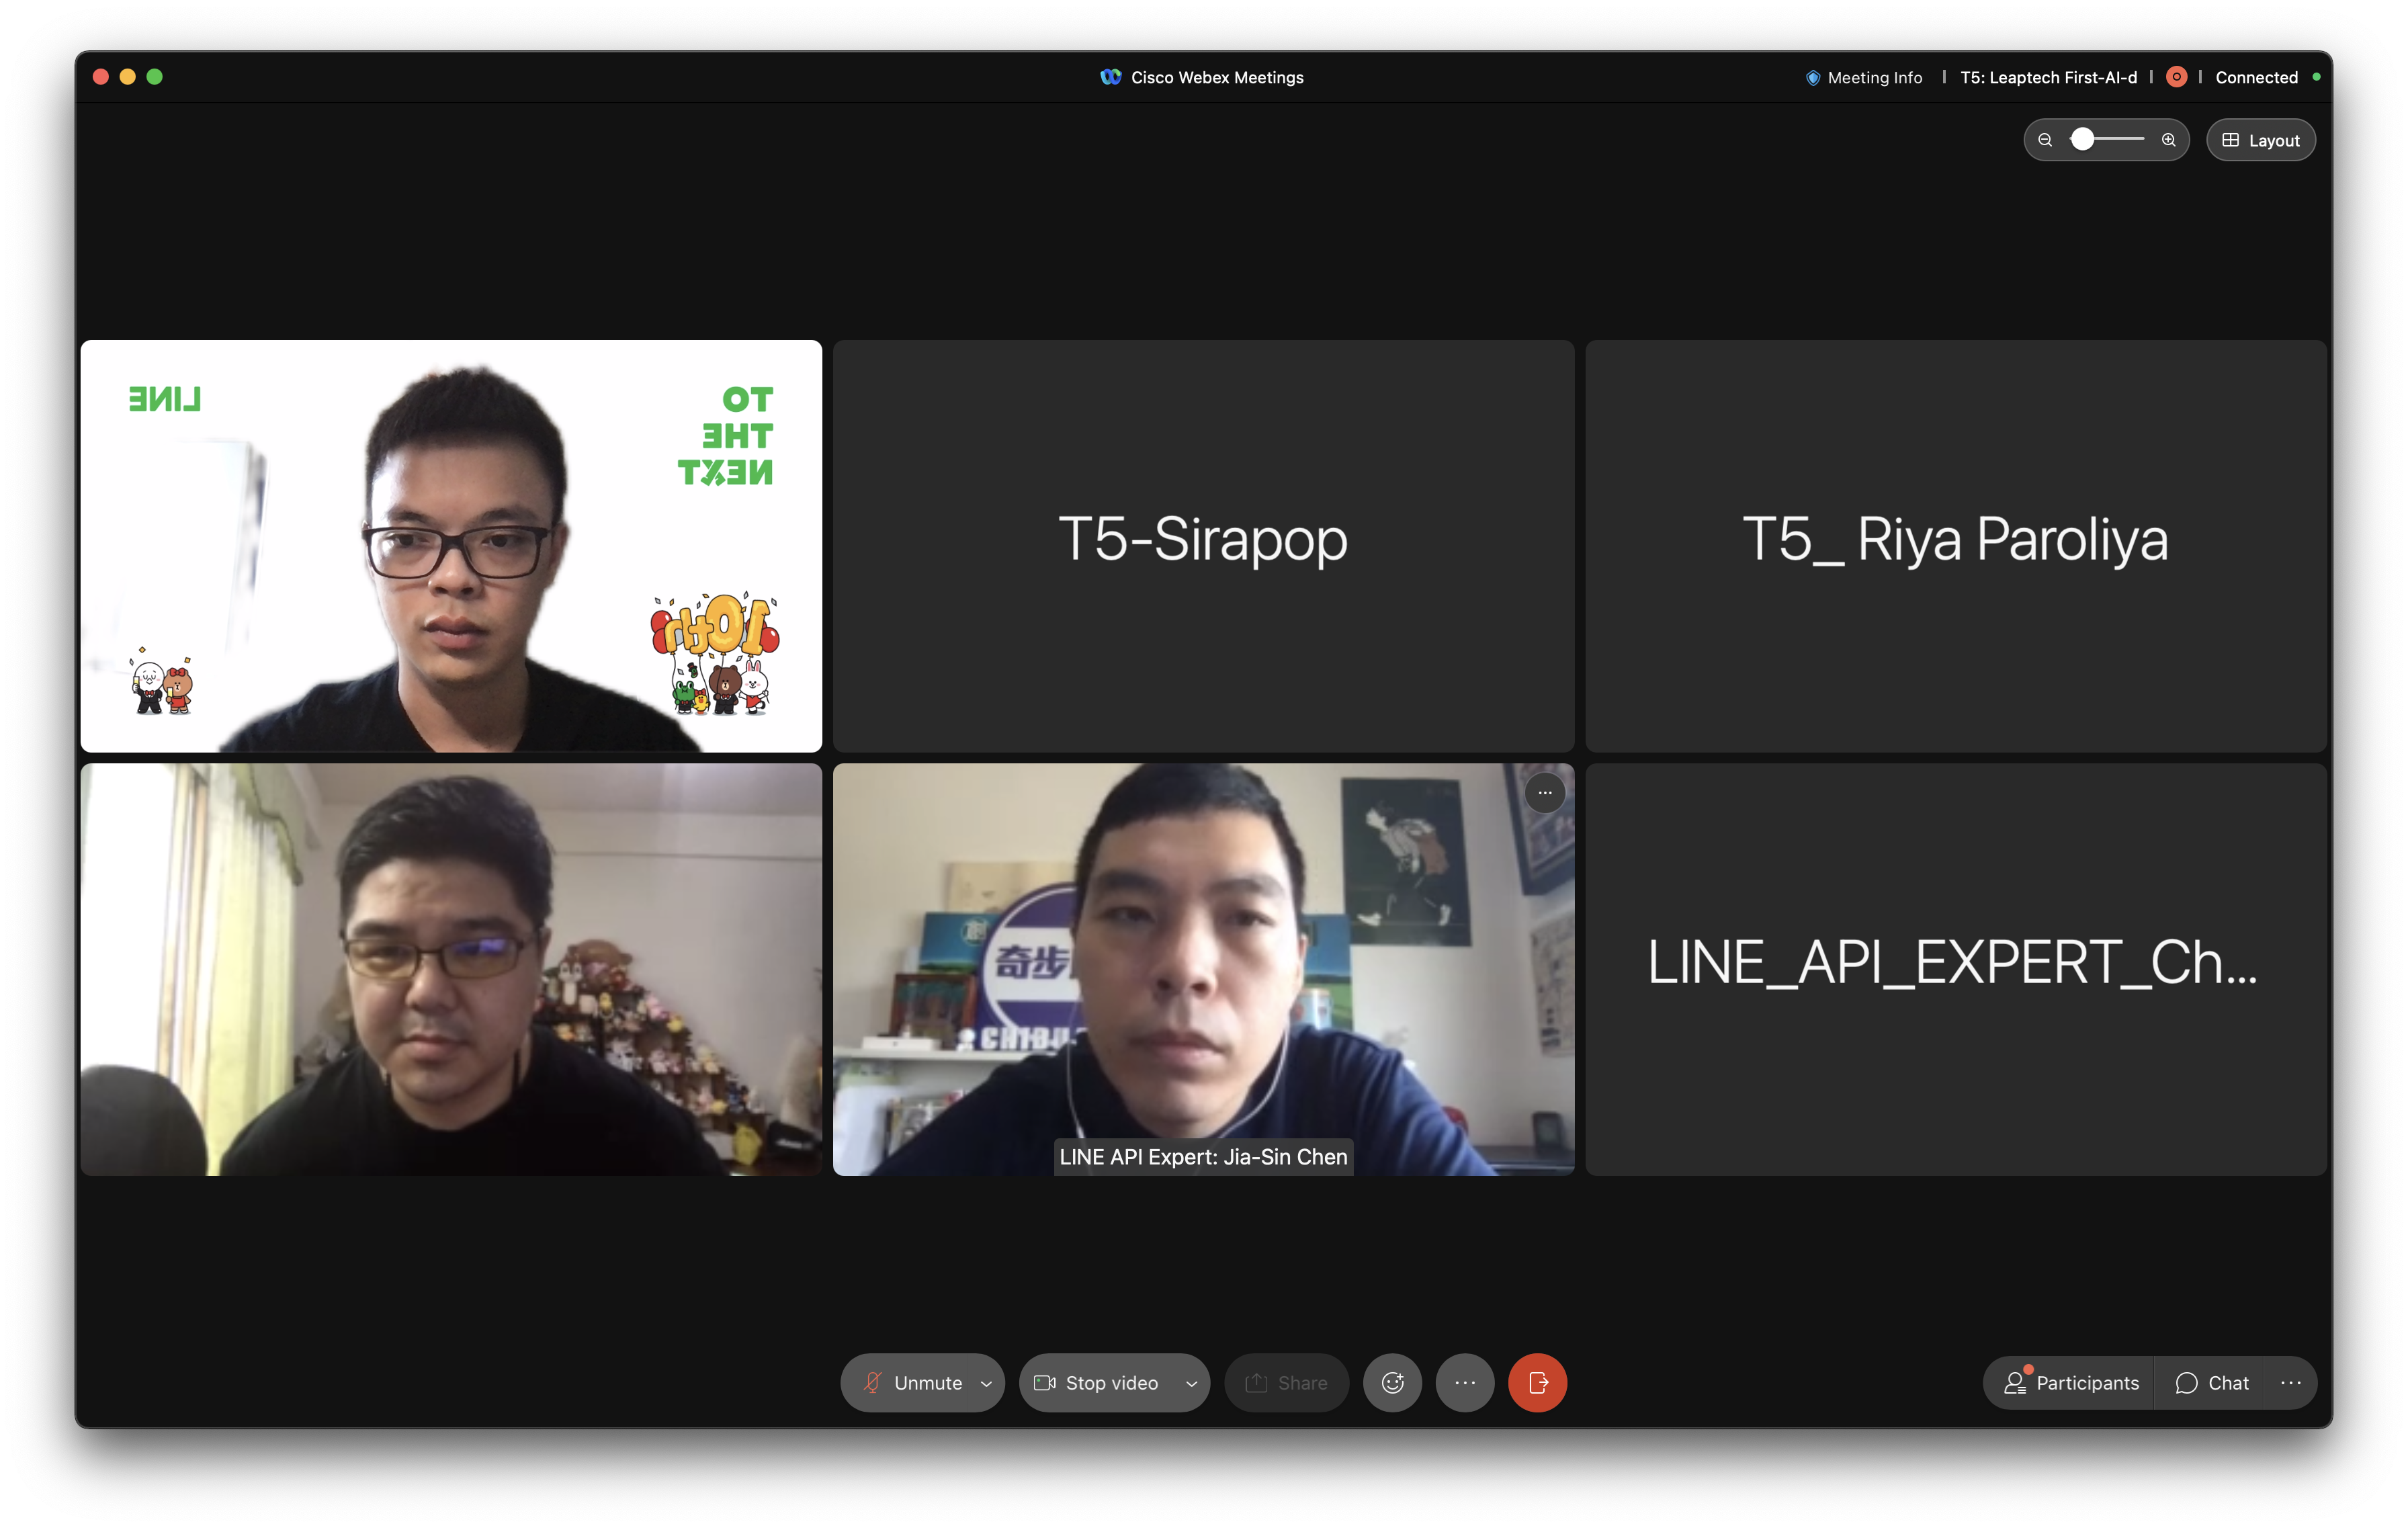 Cisco Webex Meetings
Meeting Info
T5: Leaptech First-AI-d
Connected
Layout
LINE
TO
THE
NEXT
10th
T5-Sirapop
T5_ Riya Paroliya
奇步
CHIBU
LINE API Expert: Jia-Sin Chen
LINE_API_EXPERT_Ch...
Unmute
Stop video
Share
Participants
Chat